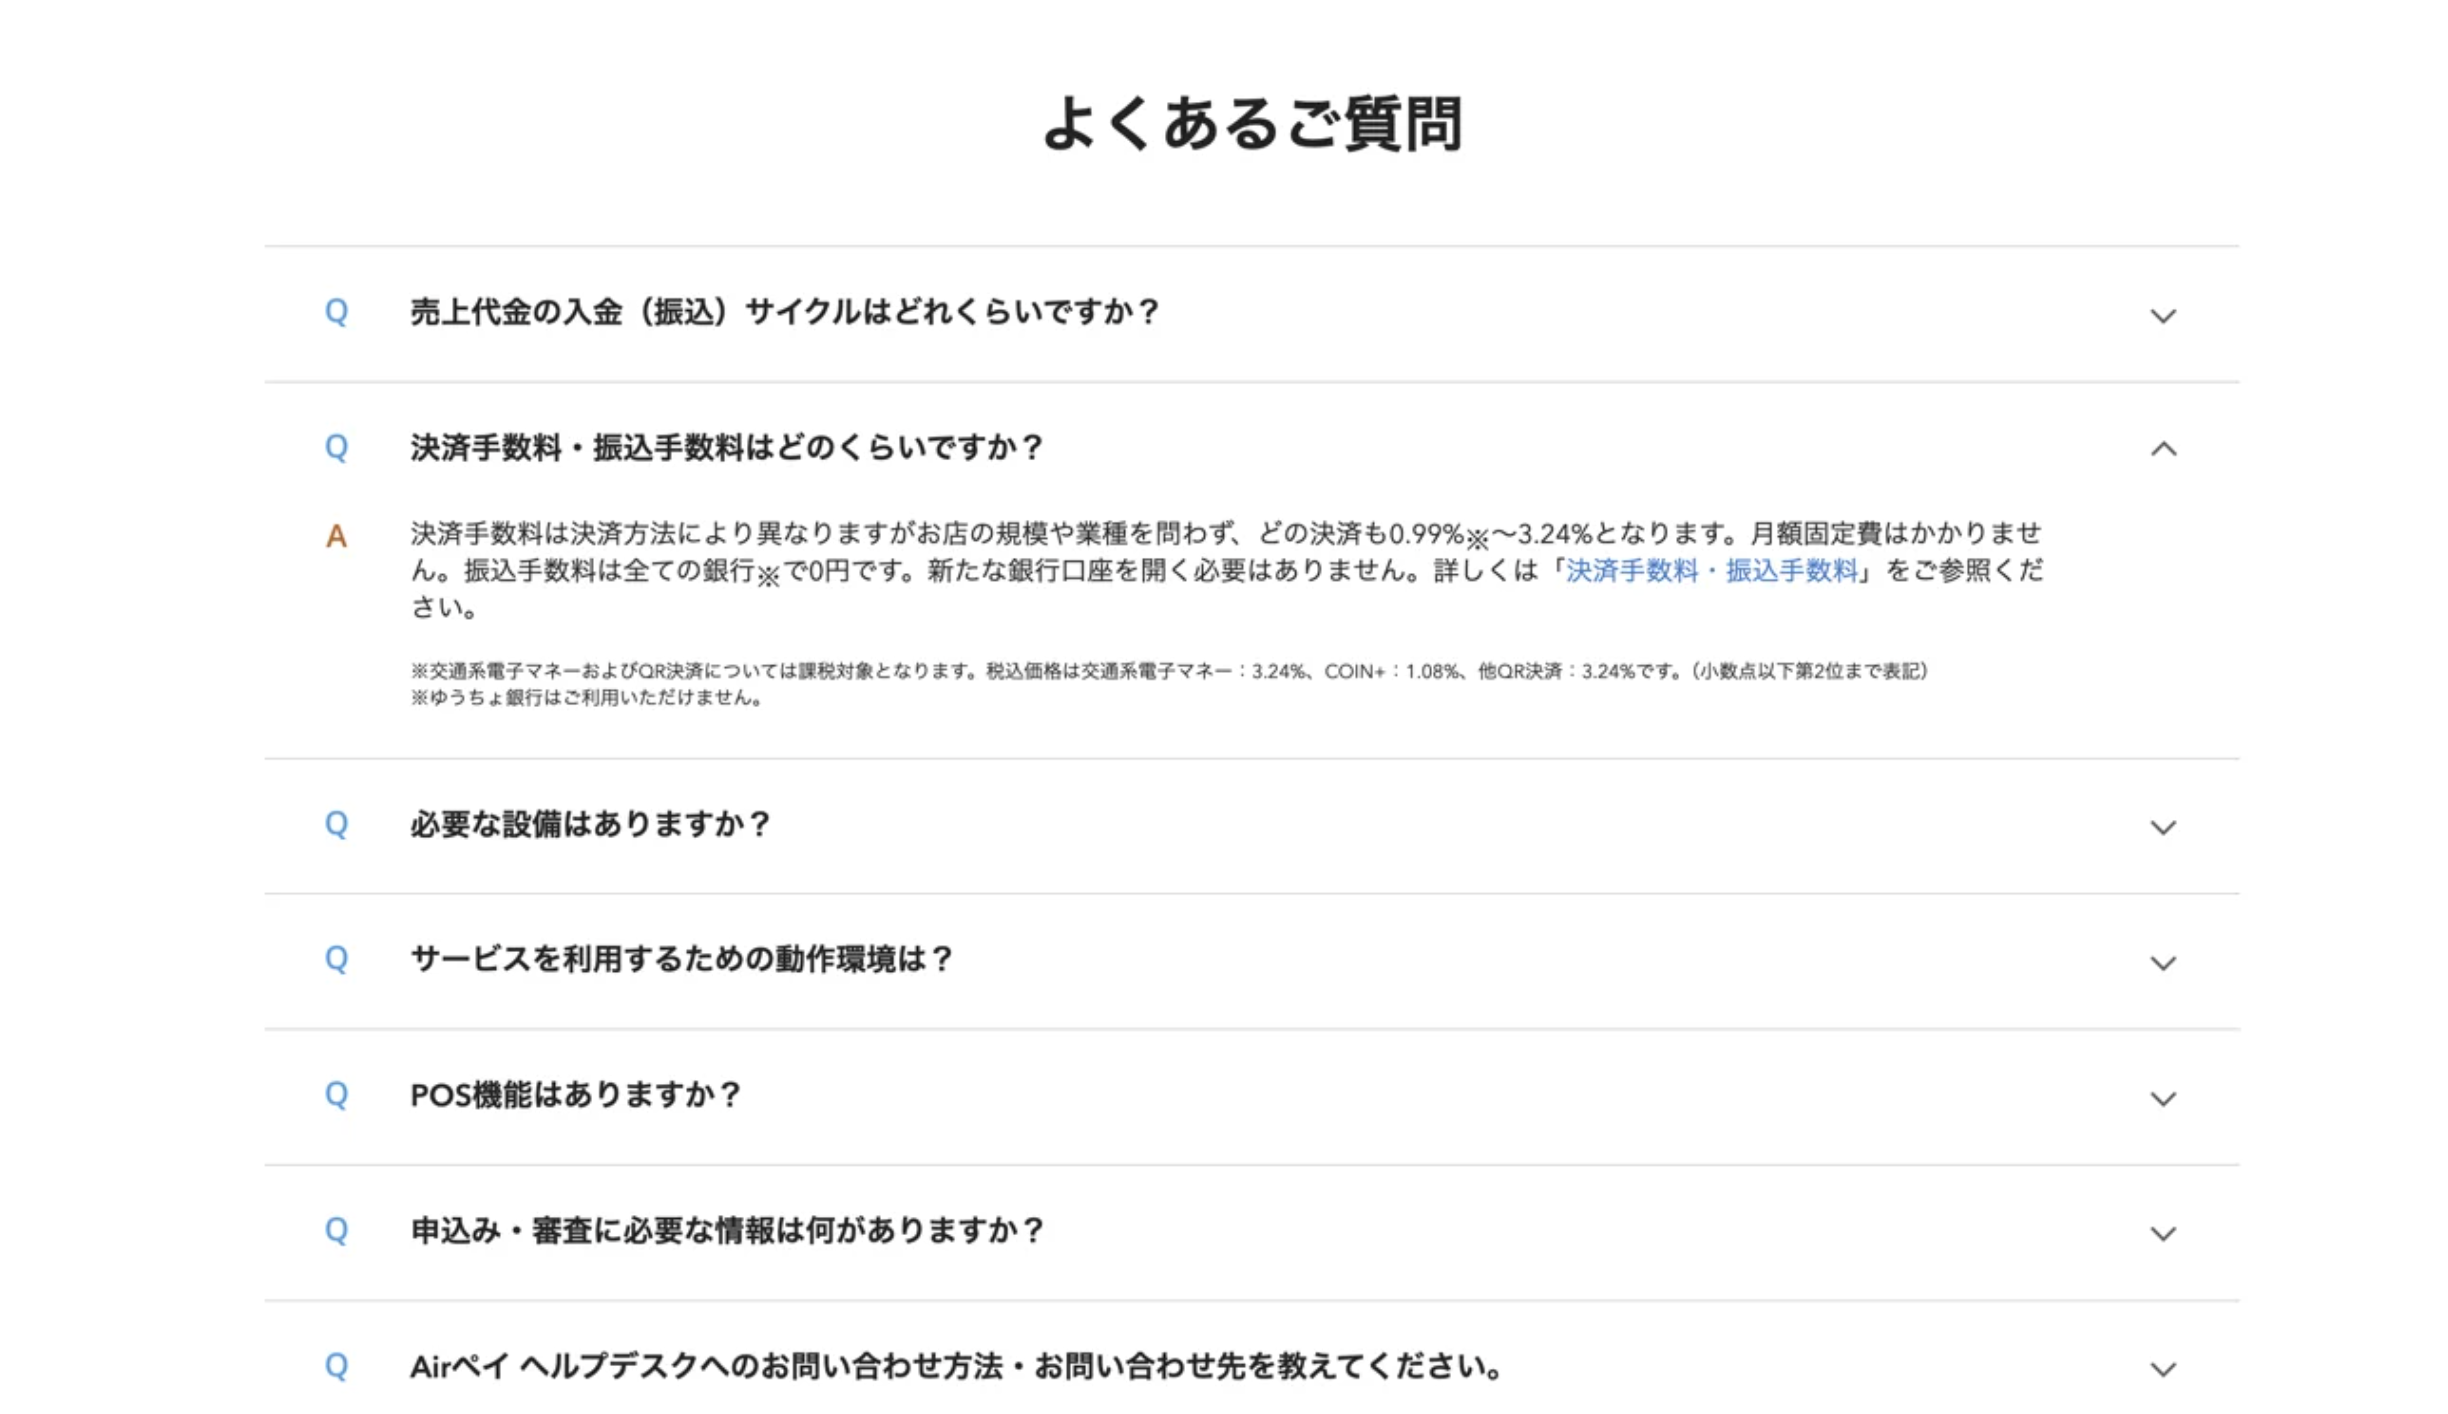 よくあるご質問
Q 売上代金の入金（振込）サイクルはどれくらいですか？
Q 決済手数料・振込手数料はどのくらいですか？
A 決済手数料は決済方法により異なりますがお店の規模や業種を問わず、どの決済も0.99%※～3.24%となります。月額固定費はかかりませ
ん。振込手数料は全ての銀行※で0円です。新たな銀行口座を開く必要はありません。詳しくは「決済手数料・振込手数料」をご参照くだ
さい。
※交通系電子マネーおよびQR決済については課税対象となります。税込価格は交通系電子マネー：3.24%、COIN+：1.08%、他QR決済：3.24%です。（小数点以下第2位まで表記）
※ゆうちょ銀行はご利用いただけません。
Q 必要な設備はありますか？
Q サービスを利用するための動作環境は？
Q POS機能はありますか？
Q 申込み・審査に必要な情報は何がありますか？
Q Airペイ ヘルプデスクへのお問い合わせ方法・お問い合わせ先を教えてください。